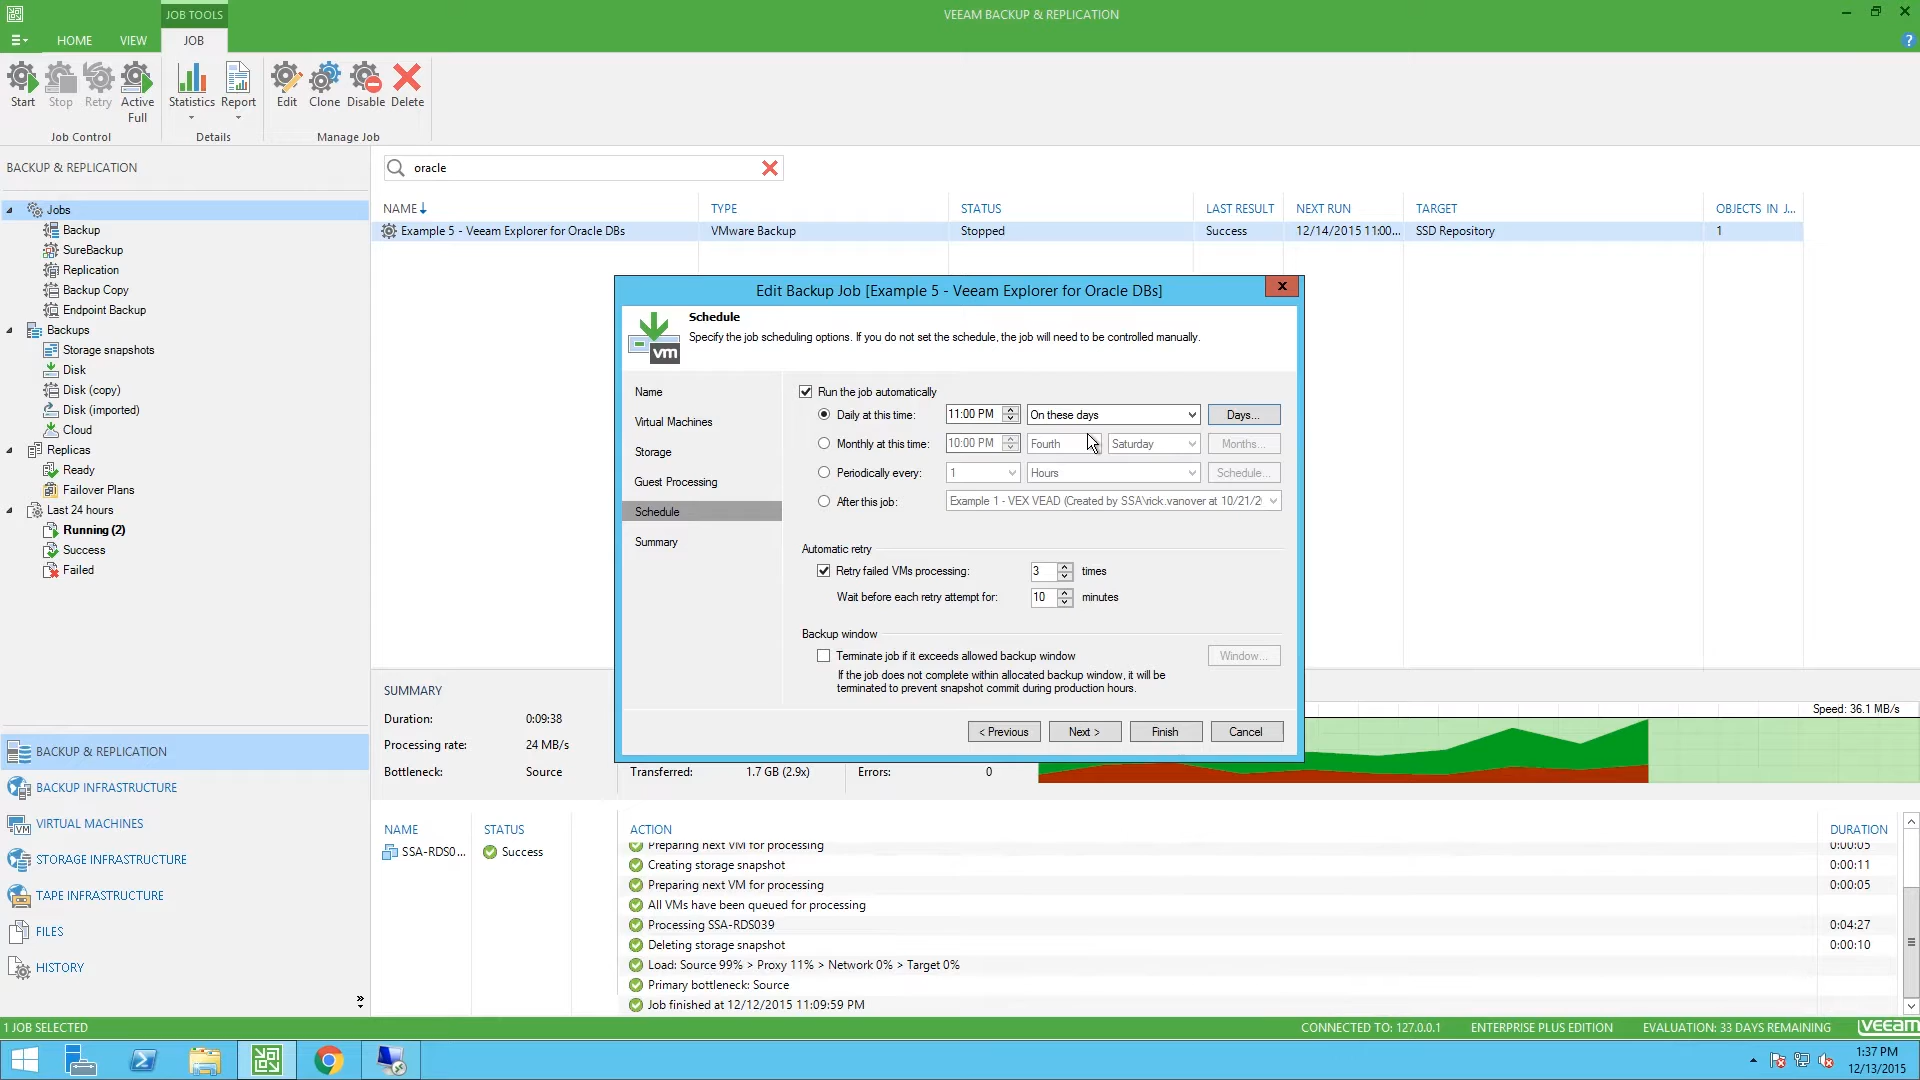 JOB TOOLS
VEEAM BACKUP & REPLICATION
HOME VIEW JOB
Start Stop Retry Active Full
Statistics Report
Edit Clone Disable Delete
Job Control Details Manage Job
BACKUP & REPLICATION
oracle
Jobs
Backup
SureBackup
Replication
Backup Copy
Endpoint Backup
Backups
Storage snapshots
Disk
Disk (copy)
Disk (imported)
Cloud
Replicas
Ready
Failover Plans
Last 24 hours
Running (2)
Success
Failed
BACKUP & REPLICATION
BACKUP INFRASTRUCTURE
VIRTUAL MACHINES
STORAGE INFRASTRUCTURE
TAPE INFRASTRUCTURE
FILES
HISTORY
NAME TYPE STATUS LAST RESULT NEXT RUN TARGET OBJECTS IN J...
Example 5 - Veeam Explorer for Oracle DBs VMware Backup Stopped Success 12/14/2015 11:00... SSD Repository 1
Edit Backup Job [Example 5 - Veeam Explorer for Oracle DBs]
Schedule
Specify the job scheduling options. If you do not set the schedule, the job will need to be controlled manually.
vm
Name
Virtual Machines
Storage
Guest Processing
Schedule
Summary
Run the job automatically
Daily at this time: 11:00 PM On these days Days...
Monthly at this time: 10:00 PM Fourth Saturday Months...
Periodically every: 1 Hours Schedule...
After this job: Example 1 - VEX VEAD (Created by SSA\rick.vanover at 10/21/2
Automatic retry
Retry failed VMs processing: 3 times
Wait before each retry attempt for: 10 minutes
Backup window
Terminate job if it exceeds allowed backup window Window...
If the job does not complete within allocated backup window, it will be
terminated to prevent snapshot commit during production hours.
< Previous Next > Finish Cancel
SUMMARY
Duration: 0:09:38
Processing rate: 24 MB/s
Bottleneck: Source
Transferred: 1.7 GB (2.9x)
Errors: 0
Speed: 36.1 MB/s
NAME STATUS
SSA-RDS0... Success
ACTION DURATION
Preparing next VM for processing 0:00:05
Creating storage snapshot 0:00:11
Preparing next VM for processing 0:00:05
All VMs have been queued for processing
Processing SSA-RDS039 0:04:27
Deleting storage snapshot 0:00:10
Load: Source 99% > Proxy 11% > Network 0% > Target 0%
Primary bottleneck: Source
Job finished at 12/12/2015 11:09:59 PM
1 JOB SELECTED
CONNECTED TO: 127.0.0.1 ENTERPRISE PLUS EDITION EVALUATION: 33 DAYS REMAINING veeam
1:37 PM
12/13/2015